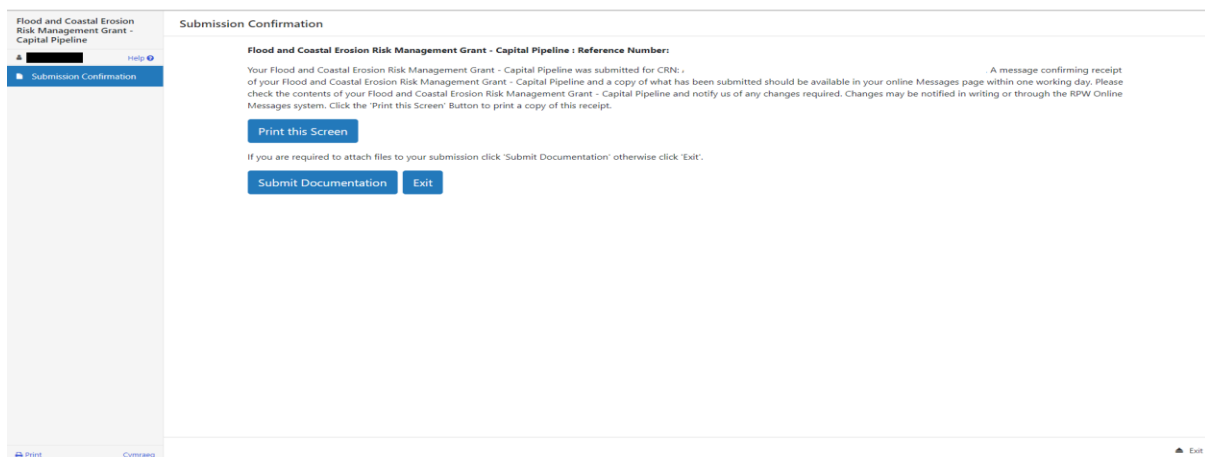 Flood and Coastal Erosion
Risk Management Grant -
Capital Pipeline
Help
Submission Confirmation
Submission Confirmation
Flood and Coastal Erosion Risk Management Grant - Capital Pipeline : Reference Number:
Your Flood and Coastal Erosion Risk Management Grant - Capital Pipeline was submitted for CRN: . A message confirming receipt
of your Flood and Coastal Erosion Risk Management Grant - Capital Pipeline and a copy of what has been submitted should be available in your online Messages page within one working day. Please
check the contents of your Flood and Coastal Erosion Risk Management Grant - Capital Pipeline and notify us of any changes required. Changes may be notified in writing or through the RPW Online
Messages system. Click the 'Print this Screen' Button to print a copy of this receipt.
Print this Screen
If you are required to attach files to your submission click 'Submit Documentation' otherwise click 'Exit'.
Submit Documentation
Exit
Print
Cymraeg
Exit